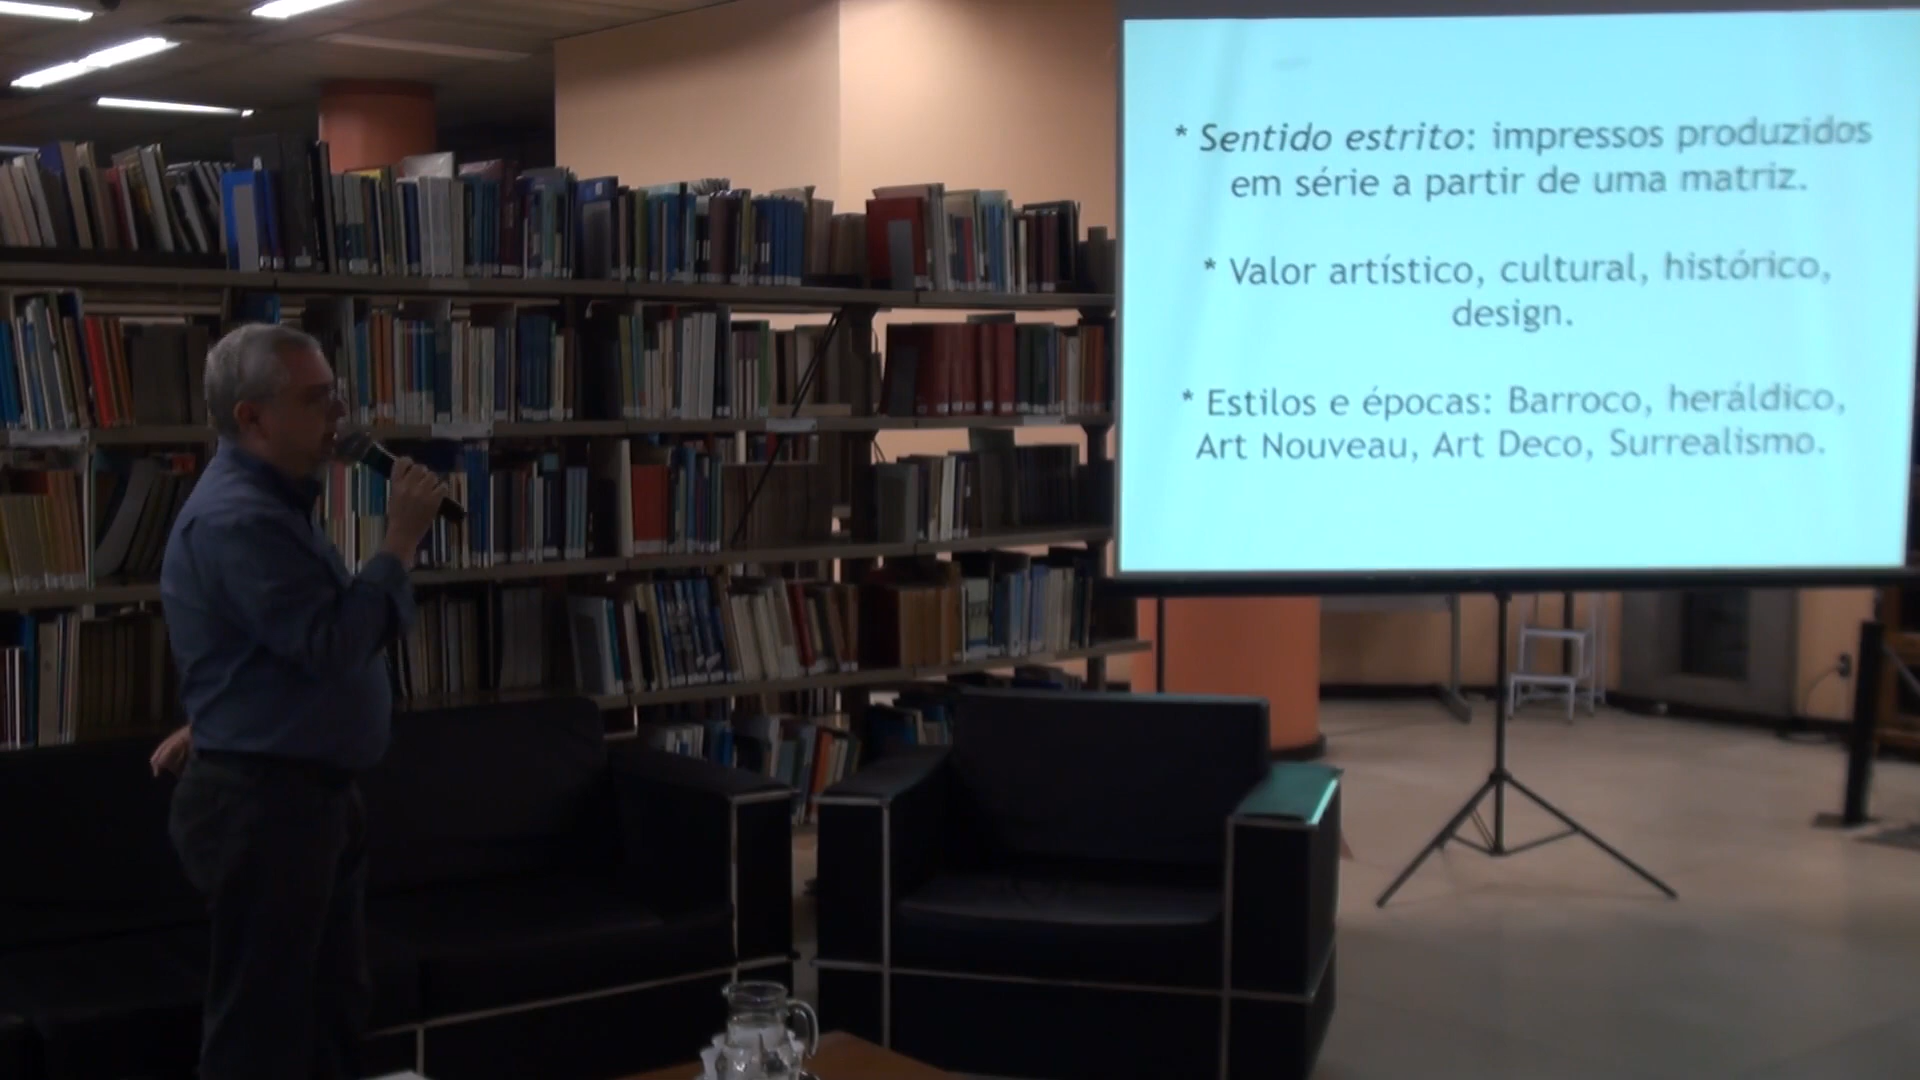 * Sentido estrito: impressos produzidos
em série a partir de uma matriz.
* Valor artístico, cultural, histórico,
design.
* Estilos e épocas: Barroco, heráldico,
Art Nouveau, Art Deco, Surrealismo.